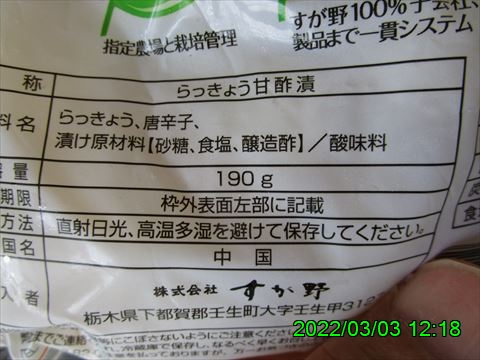 すが野100%子会社、
指定農場と栽培管理
製品まで一貫システム
称 らっきょう甘酢漬
料名 らっきょう、唐辛子、
漬け原材料【砂糖、食塩、醸造酢】／酸味料
量 190g
期限 枠外表面左部に記載
方法 直射日光、高温多湿を避けて保存してください。
国名 中国
入者 株式会社 すが野
栃木県下都賀郡壬生町大字壬生甲312
2022/03/03 12:18